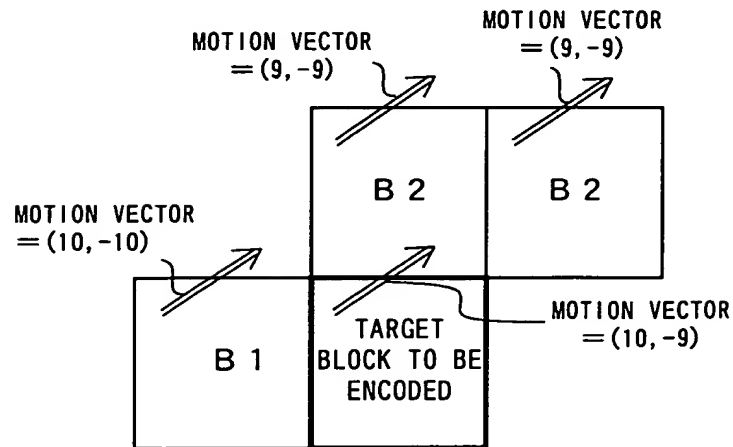 MOTION VECTOR
=(9,-9)
MOTION VECTOR
=(9,-9)
B 2
B 2
MOTION VECTOR
=(10,-10)
B 1
TARGET
BLOCK TO BE
ENCODED
MOTION VECTOR
=(10,-9)